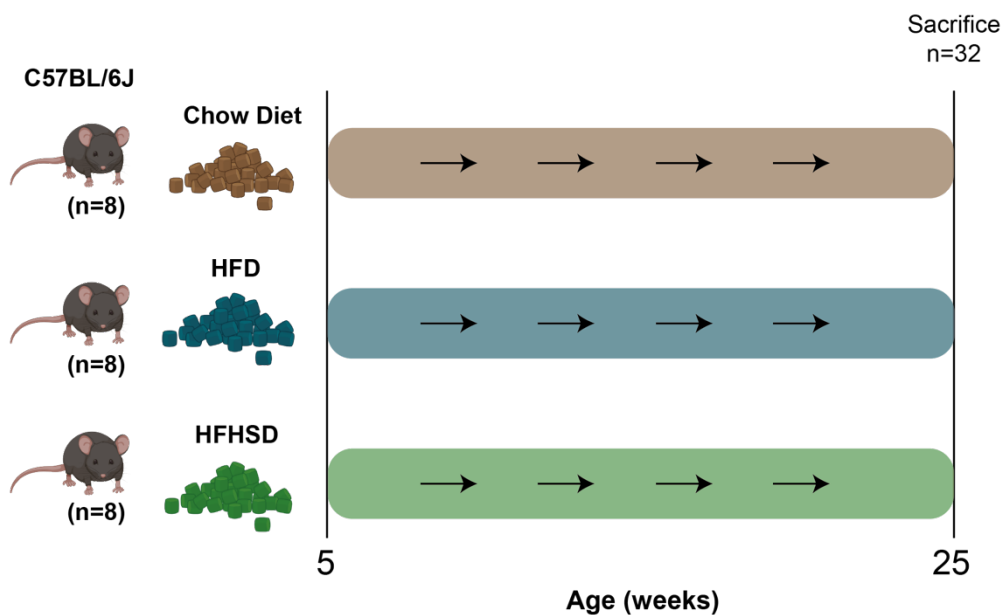 Sacrifice
n=32
C57BL/6J
Chow Diet
(n=8)
HFD
(n=8)
HFHSD
(n=8)
5
25
Age (weeks)